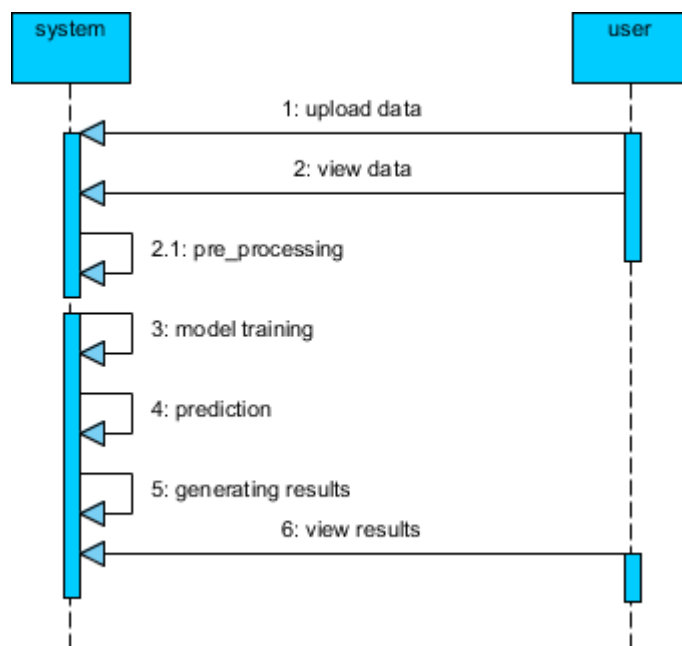 system
user
1: upload data
2: view data
2.1: pre_processing
3: model training
4: prediction
5: generating results
6: view results